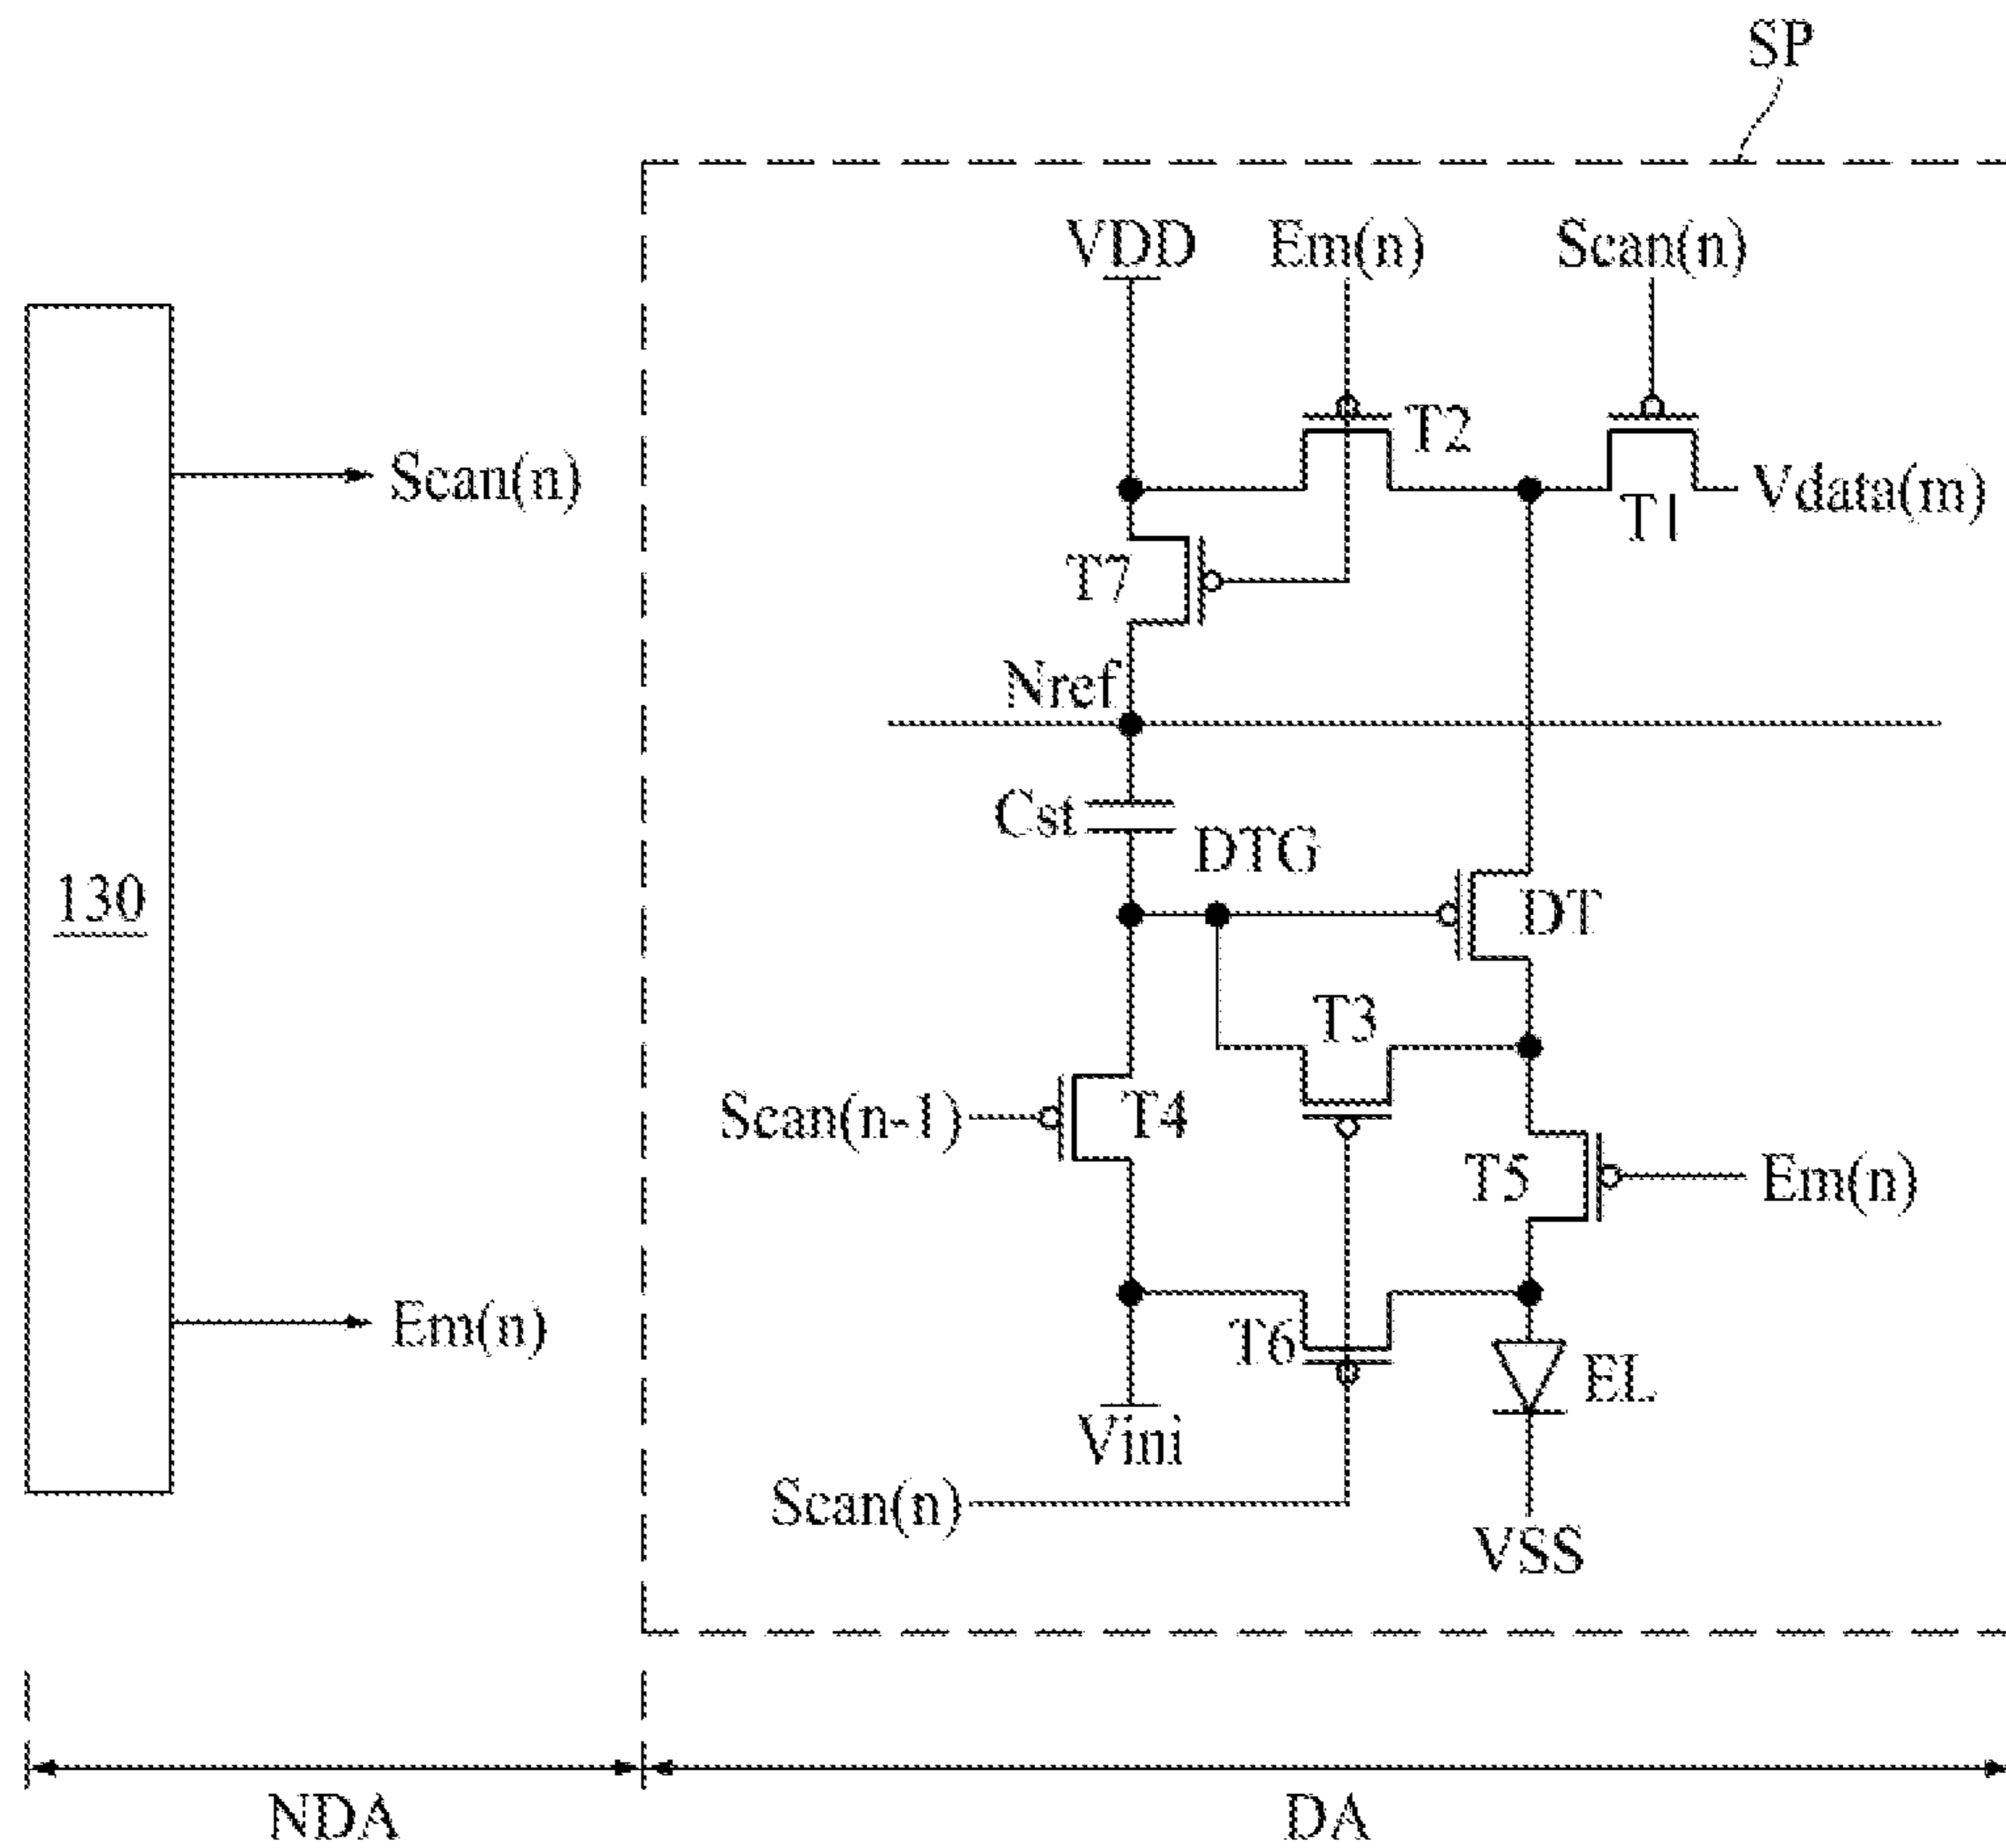 SP
VDD
Em(n)
Scan(n)
T2
Scan(n)
T1
Vdata(m)
T7
Nref
Cst
DTG
130
DT
T3
Scan(n-1)
T4
T5
Em(n)
Em(n)
T6
EL
Vini
Scan(n)
VSS
NDA
DA